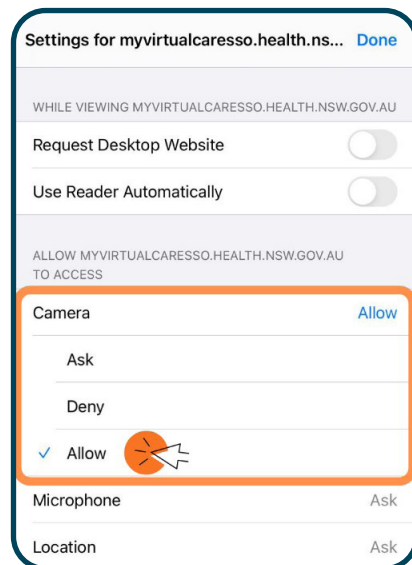 Settings for myvirtualcaresso.health.ns... Done
WHILE VIEWING MYVIRTUALCARESSO.HEALTH.NSW.GOV.AU
Request Desktop Website
Use Reader Automatically
ALLOW MYVIRTUALCARESSO.HEALTH.NSW.GOV.AU
TO ACCESS
Camera Allow
Ask
Deny
Allow
Microphone Ask
Location Ask